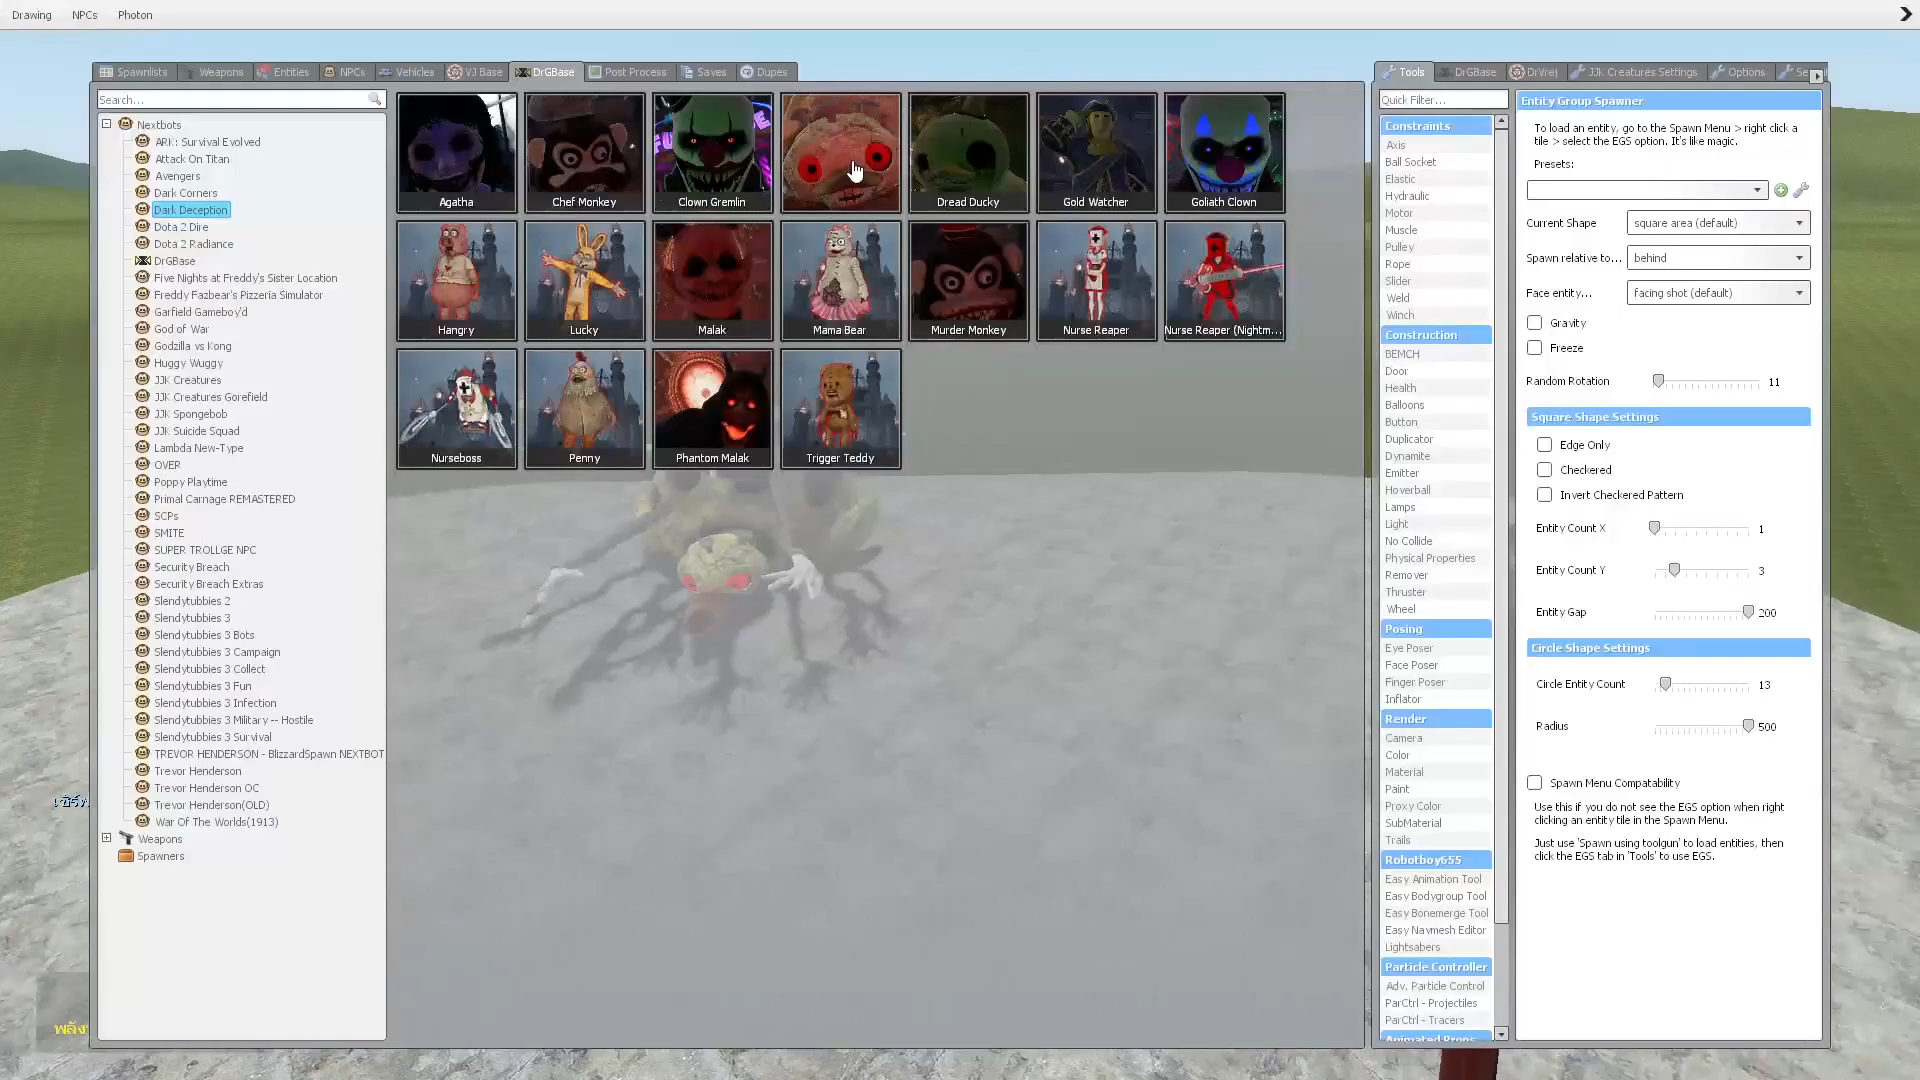 Drawing NPCs Photon
Spawnlists Weapons Entities NPCs Vehicles VJ Base DrGBase Post Process Saves Dupes
Search...
Nextbots
ARK: Survival Evolved
Attack On Titan
Avengers
Dark Corners
Dark Deception
Dota 2 Dire
Dota 2 Radiance
DrGBase
Five Nights at Freddy's Sister Location
Freddy Fazbear's Pizzeria Simulator
Garfield Gameboy'd
God of War
Godzilla vs Kong
Huggy Wuggy
JJK Creatures
JJK Creatures Gorefield
JJK Spongebob
JJK Suicide Squad
Lambda New-Type
OVER
Poppy Playtime
Primal Carnage REMASTERED
SCPs
SMITE
SUPER TROLLGE NPC
Security Breach
Security Breach Extras
Slendytubbies 2
Slendytubbies 3
Slendytubbies 3 Bots
Slendytubbies 3 Campaign
Slendytubbies 3 Collect
Slendytubbies 3 Fun
Slendytubbies 3 Infection
Slendytubbies 3 Military -- Hostile
Slendytubbies 3 Survival
TREVOR HENDERSON - BlizzardSpawn NEXTBOT
Trevor Henderson
Trevor Henderson OC
Trevor Henderson(OLD)
War Of The Worlds(1913)
Weapons
Spawners
Agatha Chef Monkey Clown Gremlin Dread Ducky Gold Watcher Goliath Clown
Hangry Lucky Malak Mama Bear Murder Monkey Nurse Reaper Nurse Reaper (Nightm...
Nurseboss Penny Phantom Malak Trigger Teddy
Tools DrGBase DrVrej JJK Creatures Settings Options
Quick Filter...
Constraints
Axis
Ball Socket
Elastic
Hydraulic
Motor
Muscle
Pulley
Rope
Slider
Weld
Winch
Construction
BEMCH
Door
Health
Balloons
Button
Duplicator
Dynamite
Emitter
Hoverball
Lamps
Light
No Collide
Physical Properties
Remover
Thruster
Wheel
Posing
Eye Poser
Face Poser
Finger Poser
Inflator
Render
Camera
Color
Material
Paint
Proxy Color
SubMaterial
Trails
Robotboy655
Easy Animation Tool
Easy Bodygroup Tool
Easy Bonemerge Tool
Easy Navmesh Editor
Lightsabers
Particle Controller
Adv. Particle Control
ParCtrl - Projectiles
ParCtrl - Tracers
Animated Props
Entity Group Spawner
To load an entity, go to the Spawn Menu > right click a
tile > select the EGS option. It's like magic.
Presets:
Current Shape square area (default)
Spawn relative to... behind
Face entity... facing shot (default)
Gravity
Freeze
Random Rotation 11
Square Shape Settings
Edge Only
Checkered
Invert Checkered Pattern
Entity Count X 1
Entity Count Y 3
Entity Gap 200
Circle Shape Settings
Circle Entity Count 13
Radius 500
Spawn Menu Compatability
Use this if you do not see the EGS option when right
clicking an entity tile in the Spawn Menu.
Just use 'Spawn using toolgun' to load entities, then
click the EGS tab in 'Tools' to use EGS.